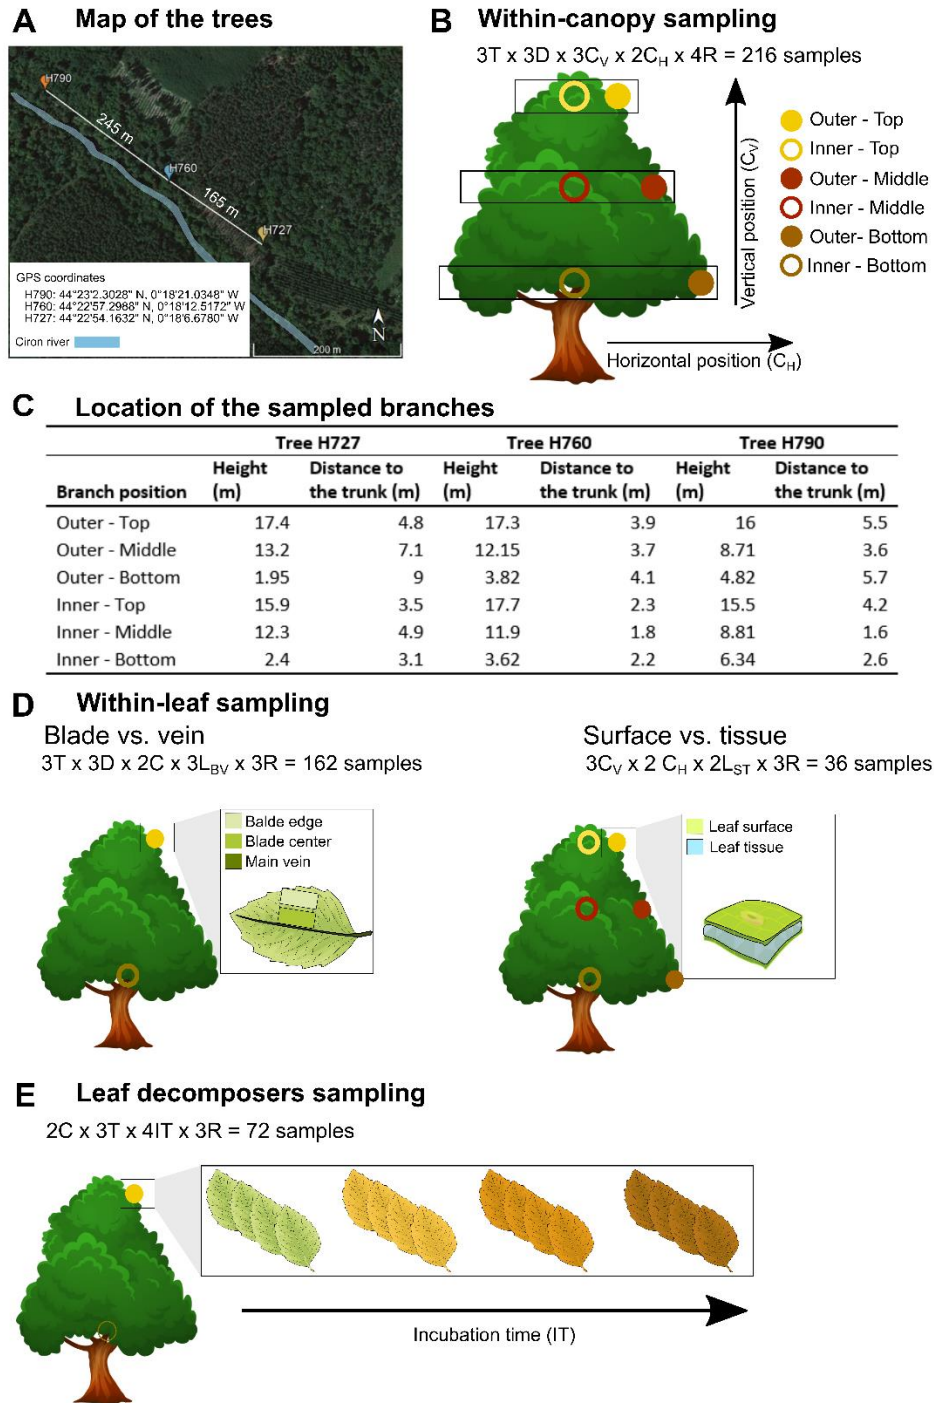 A Map of the trees
H790
245 m
H760
165 m
H727
GPS coordinates
H790: 44°23'2.3028" N, 0°18'21.0348" W
H760: 44°22'57.2988" N, 0°18'12.5172" W
H727: 44°22'54.1632" N, 0°18'6.6780" W
Ciron river
N
200 m
B Within-canopy sampling
3T x 3D x 3CV x 2CH x 4R = 216 samples
Vertical position (CV)
Horizontal position (CH)
Outer - Top
Inner - Top
Outer - Middle
Inner - Middle
Outer- Bottom
Inner - Bottom
C Location of the sampled branches
Tree H727 Tree H760 Tree H790
Height Distance to Height Distance to Height Distance to
Branch position (m) the trunk (m) (m) the trunk (m) (m) the trunk (m)
Outer - Top 17.4 4.8 17.3 3.9 16 5.5
Outer - Middle 13.2 7.1 12.15 3.7 8.71 3.6
Outer - Bottom 1.95 9 3.82 4.1 4.82 5.7
Inner - Top 15.9 3.5 17.7 2.3 15.5 4.2
Inner - Middle 12.3 4.9 11.9 1.8 8.81 1.6
Inner - Bottom 2.4 3.1 3.62 2.2 6.34 2.6
D Within-leaf sampling
Blade vs. vein
3T x 3D x 2C x 3LBV x 3R = 162 samples
Balde edge
Blade center
Main vein
Surface vs. tissue
3CV x 2 CH x 2LST x 3R = 36 samples
Leaf surface
Leaf tissue
E Leaf decomposers sampling
2C x 3T x 4IT x 3R = 72 samples
Incubation time (IT)